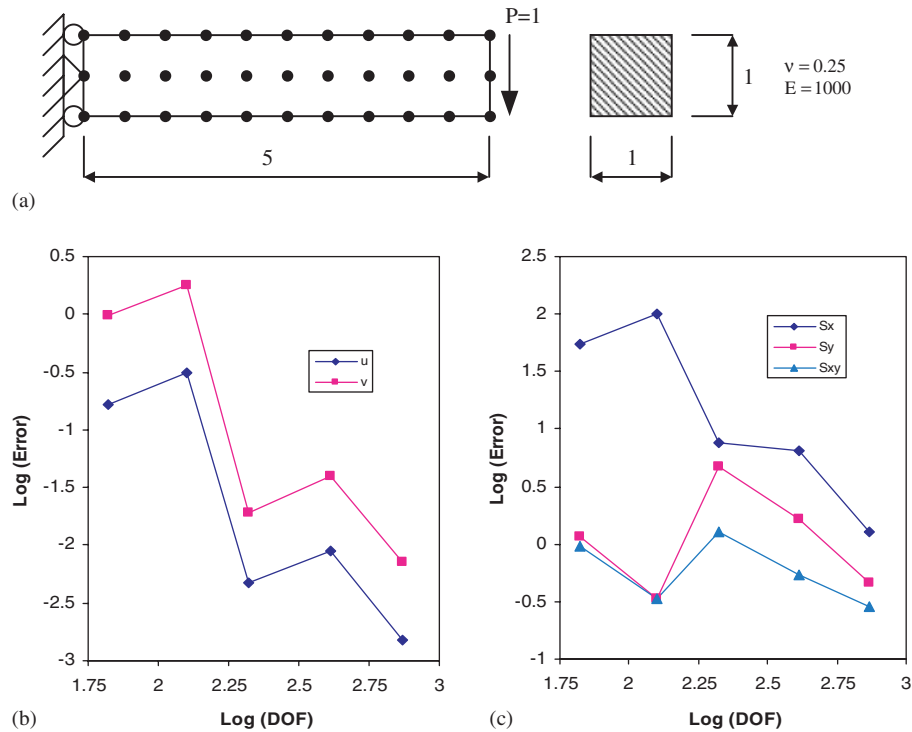 P=1
1
ν = 0.25
E = 1000
5
1
(a)
0.5
0
-0.5
-1
-1.5
-2
-2.5
-3
Log (Error)
u
v
1.75 2 2.25 2.5 2.75 3
Log (DOF)
(b)
2.5
2
1.5
1
0.5
0
-0.5
-1
Log (Error)
Sx
Sy
Sxy
1.75 2 2.25 2.5 2.75 3
Log (DOF)
(c)